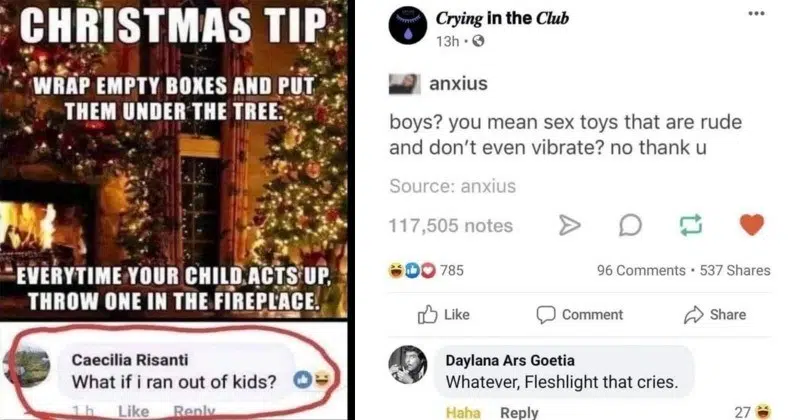 CHRISTMAS TIP
WRAP EMPTY BOXES AND PUT
THEM UNDER THE TREE.
EVERYTIME YOUR CHILD ACTS UP,
THROW ONE IN THE FIREPLACE.
Caecilia Risanti
What if i ran out of kids?
1 h Like Reply
Crying in the Club
13h
anxius
boys? you mean sex toys that are rude
and don't even vibrate? no thank u
Source: anxius
117,505 notes
785 96 Comments • 537 Shares
Like Comment Share
Daylana Ars Goetia
Whatever, Fleshlight that cries.
Haha Reply 27